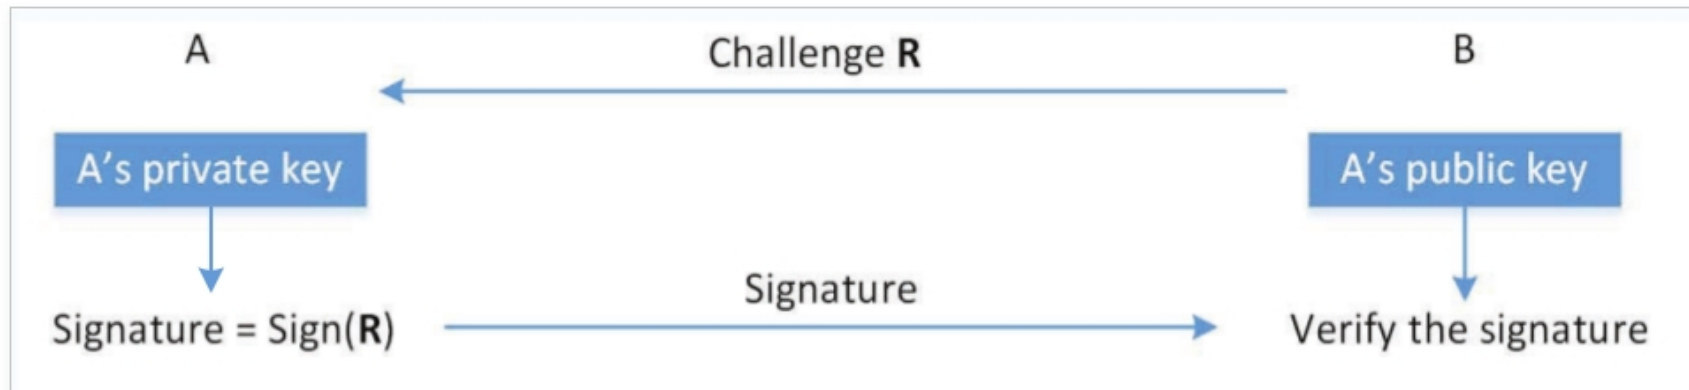 A
Challenge R
B
A's private key
A's public key
Signature = Sign(R)
Signature
Verify the signature